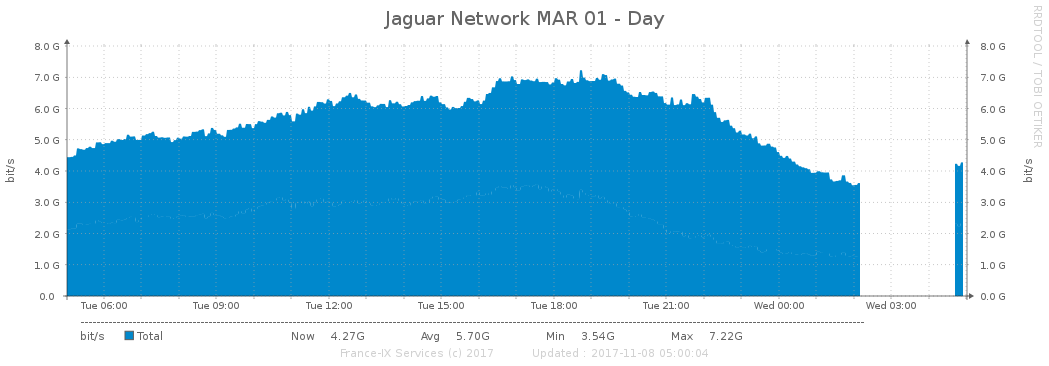 Jaguar Network MAR 01 - Day
RRDTOOL / TOBI OETIKER
8.0 G 8.0 G
7.0 G 7.0 G
6.0 G 6.0 G
5.0 G 5.0 G
4.0 G 4.0 G
3.0 G 3.0 G
2.0 G 2.0 G
1.0 G 1.0 G
0.0 0.0 G
bit/s
bit/s
Tue 06:00 Tue 09:00 Tue 12:00 Tue 15:00 Tue 18:00 Tue 21:00 Wed 00:00 Wed 03:00
bit/s Total Now 4.27G Avg 5.70G Min 3.54G Max 7.22G
France-IX Services (c) 2017 Updated : 2017-11-08 05:00:04